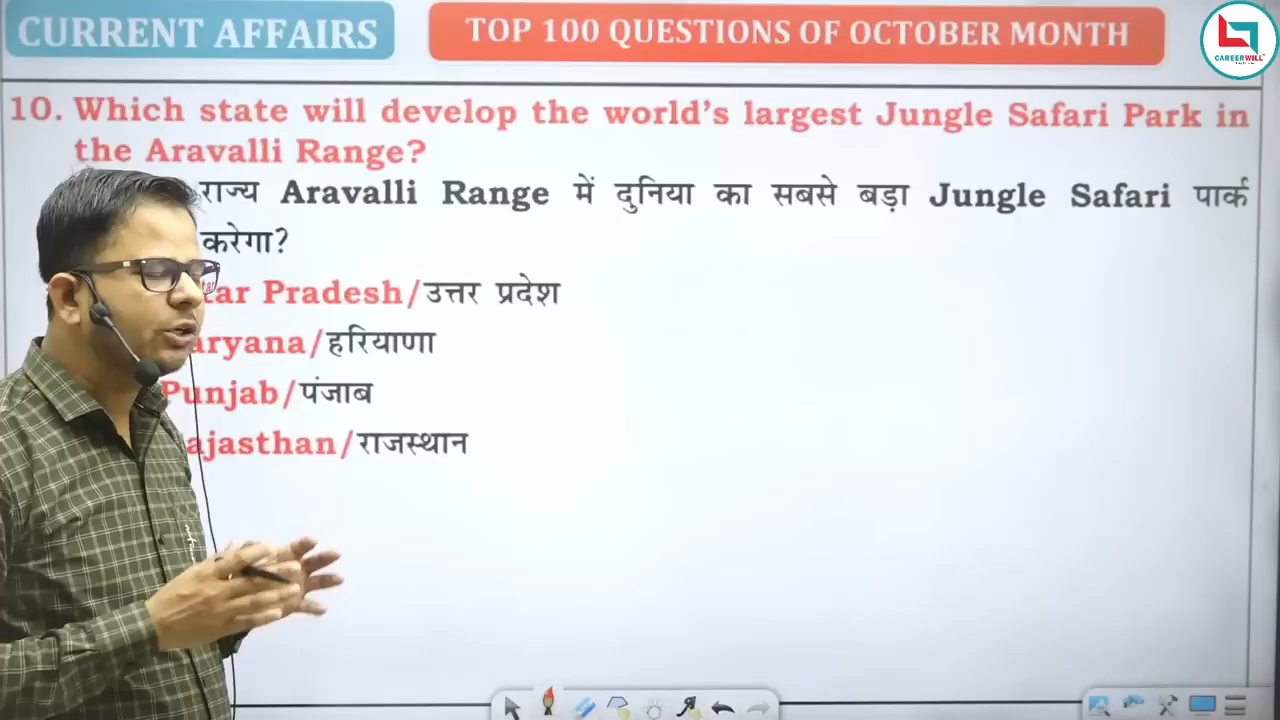 CURRENT AFFAIRS
TOP 100 QUESTIONS OF OCTOBER MONTH
CAREERWILL
10. Which state will develop the world's largest Jungle Safari Park in
the Aravalli Range?
राज्य Aravalli Range में दुनिया का सबसे बड़ा Jungle Safari पार्क
करेगा?
Pradesh/उत्तर प्रदेश
/हरियाणा
Punjab/पंजाब
/राजस्थान